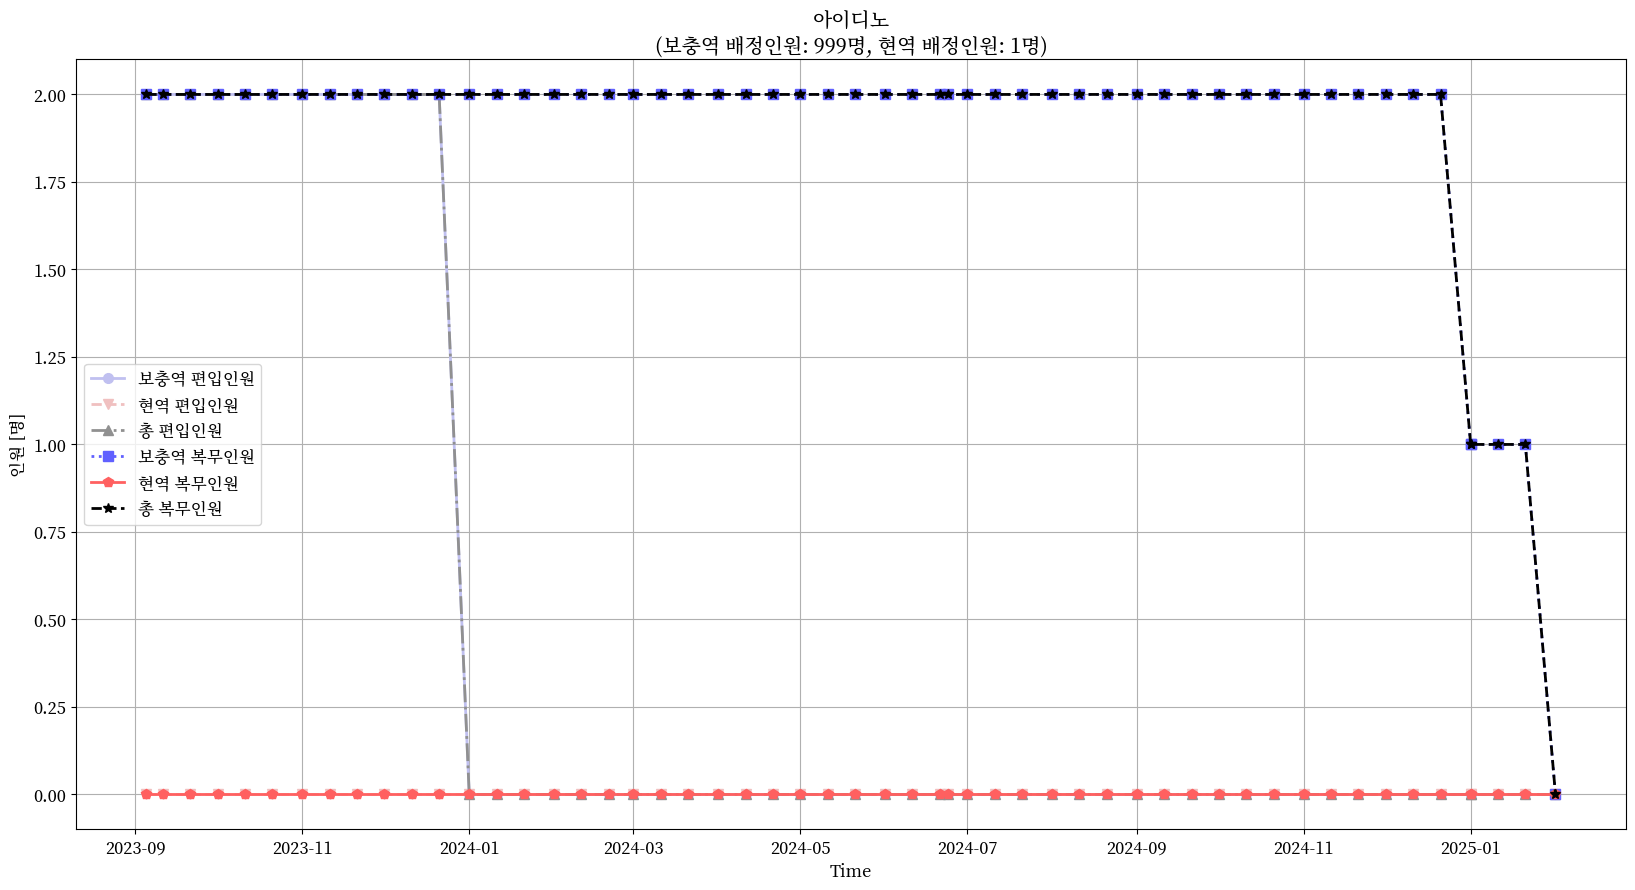 아이디노
(보충역 배정인원: 999명, 현역 배정인원: 1명)
2.00
1.75
1.50
1.25
1.00
0.75
0.50
0.25
0.00
인원 [명]
보충역 편입인원
현역 편입인원
총 편입인원
보충역 복무인원
현역 복무인원
총 복무인원
2023-09
2023-11
2024-01
2024-03
2024-05
2024-07
2024-09
2024-11
2025-01
Time